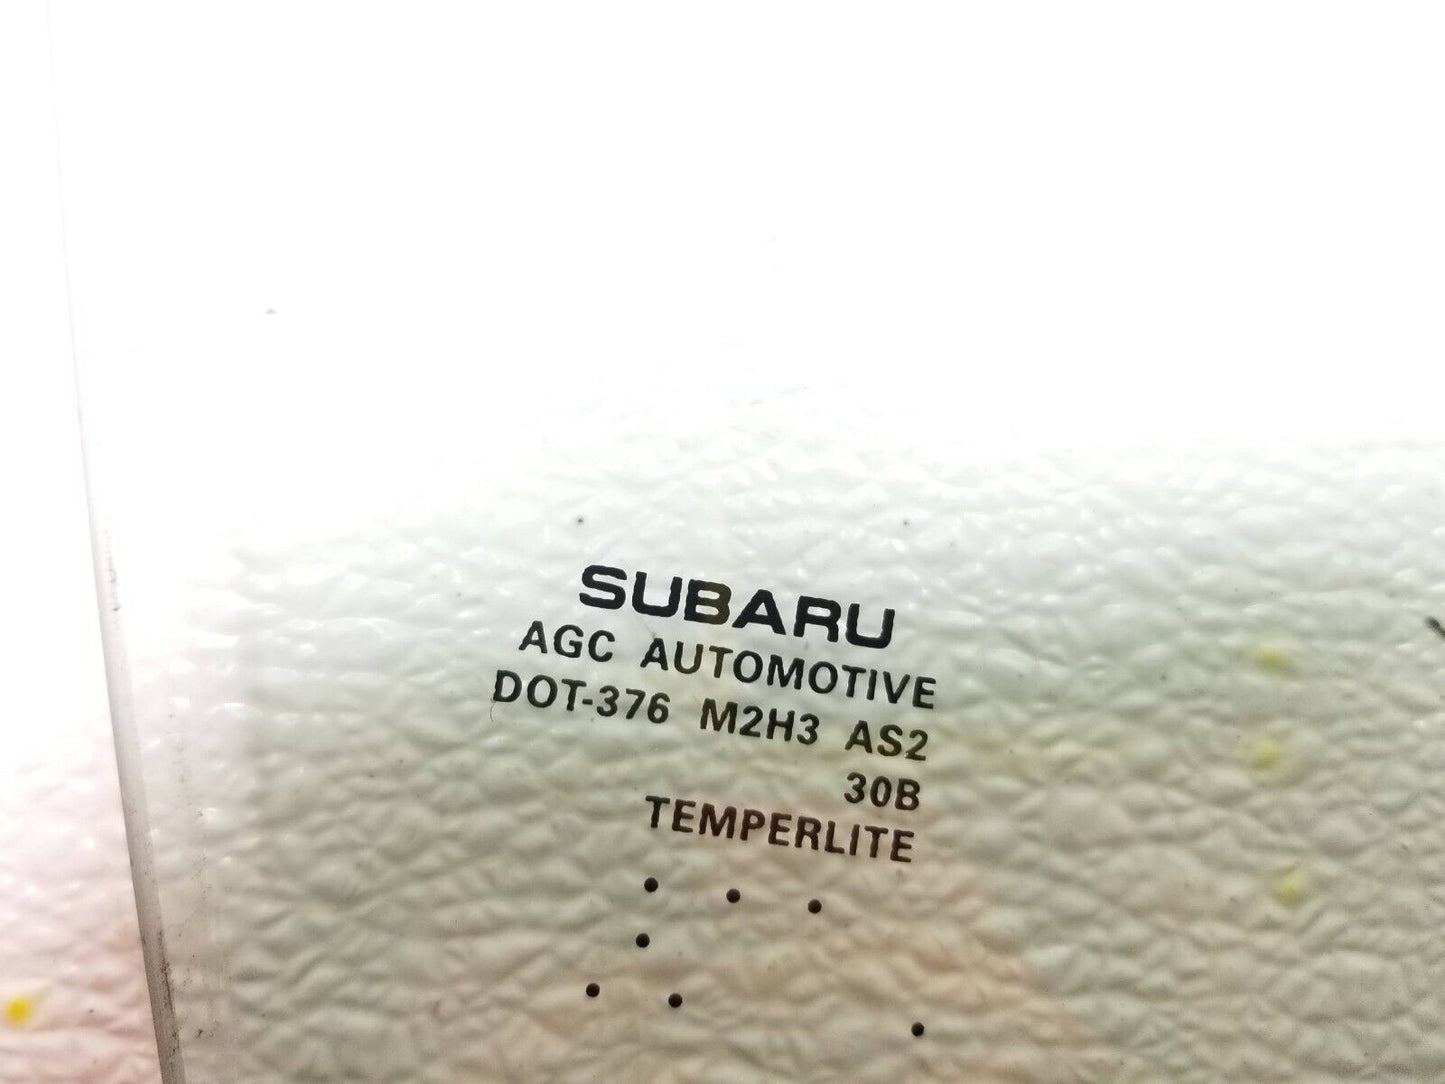 SUBARU
AGC AUTOMOTIVE
DOT-376 M2H3 AS2
30B
TEMPERLITE